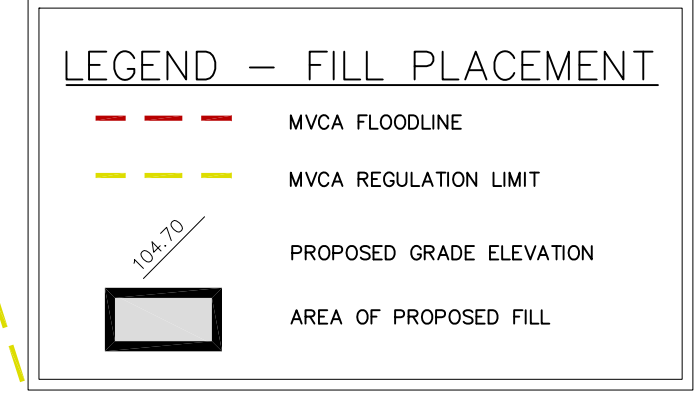 LEGEND – FILL PLACEMENT
MVCA FLOODLINE
MVCA REGULATION LIMIT
104.70
PROPOSED GRADE ELEVATION
AREA OF PROPOSED FILL